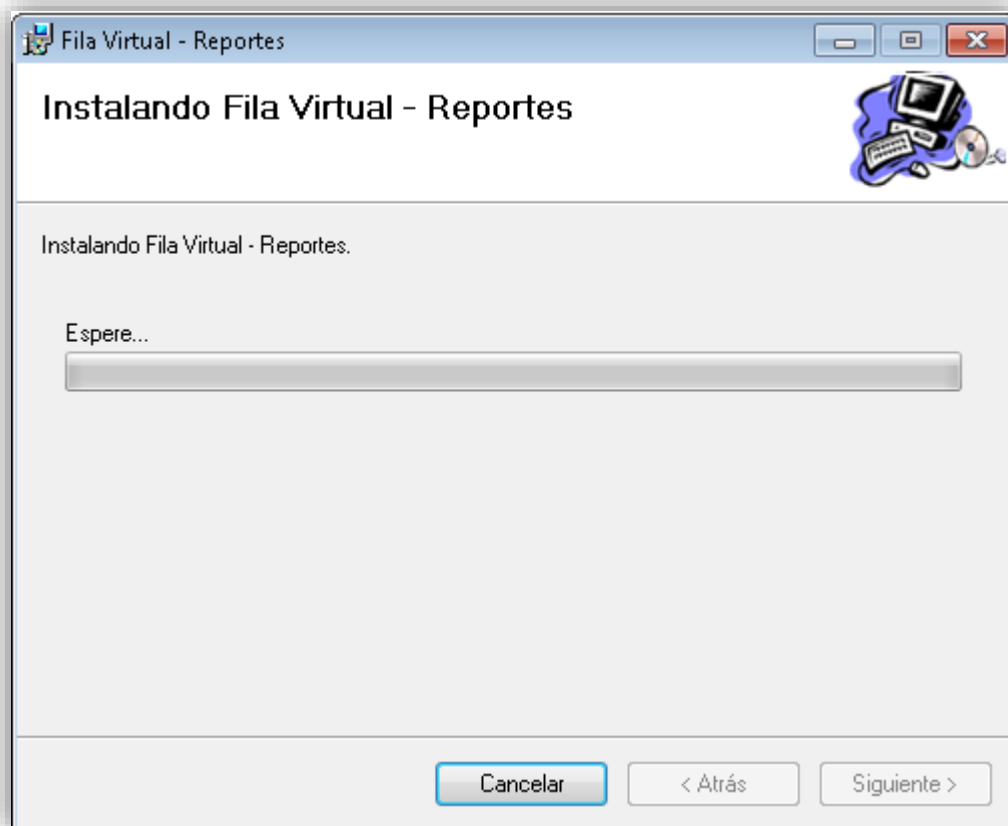 Fila Virtual - Reportes
Instalando Fila Virtual - Reportes
Instalando Fila Virtual - Reportes.
Espere...
Cancelar
< Atrás
Siguiente >